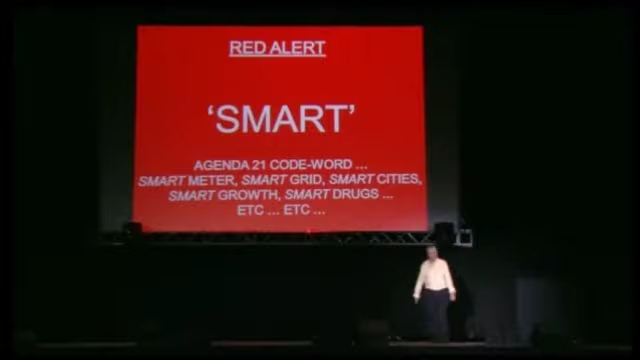 RED ALERT
'SMART'
AGENDA 21 CODE-WORD ...
SMART METER, SMART GRID, SMART CITIES,
SMART GROWTH, SMART DRUGS ...
ETC ... ETC ...